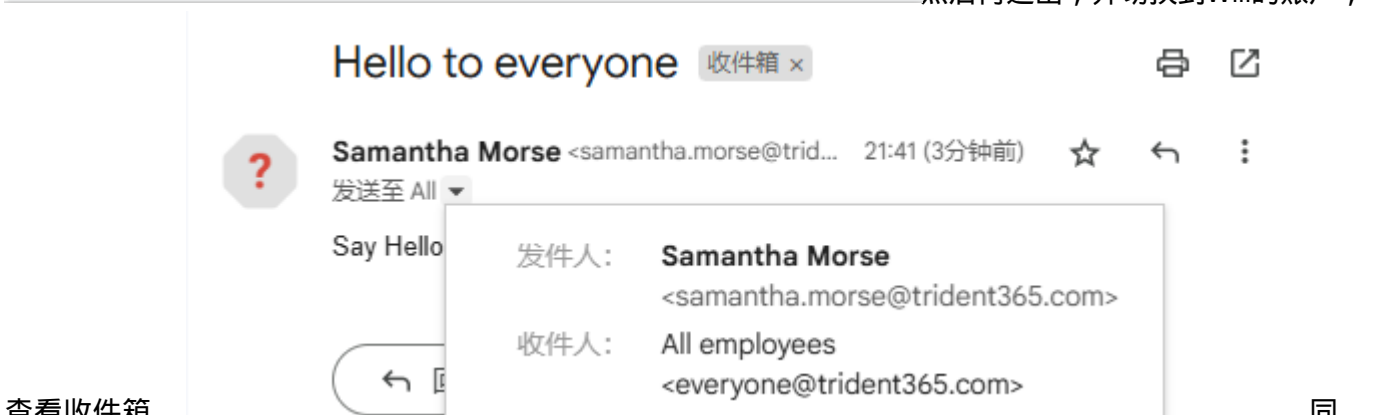 Hello to everyone 收件箱 ×
Samantha Morse <samantha.morse@trid... 21:41 (3分钟前)
发送至 All
Say Hello
发件人： Samantha Morse
<samantha.morse@trident365.com>
收件人： All employees
<everyone@trident365.com>
查看收件箱 同